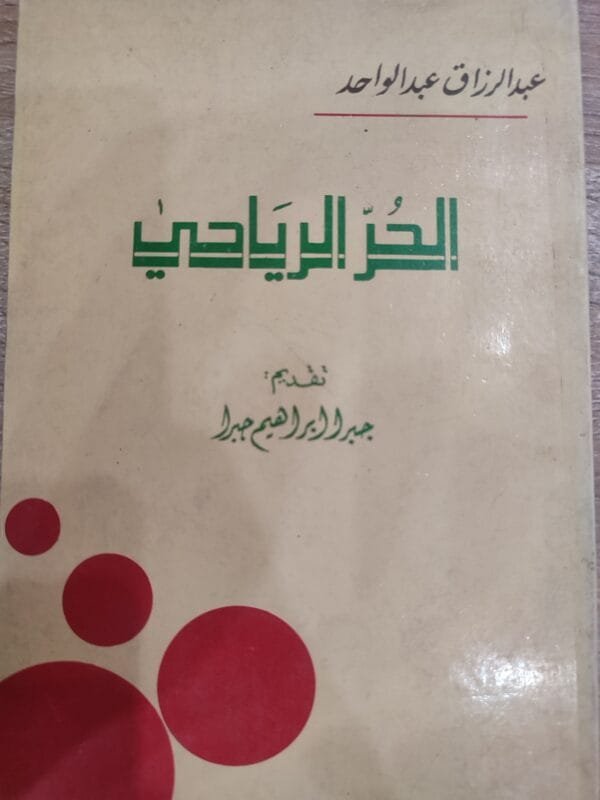 عبدالرزاق عبدالواحد
الحُرّ الرياحي
تقديم:
جبرا ابراهيم جبرا